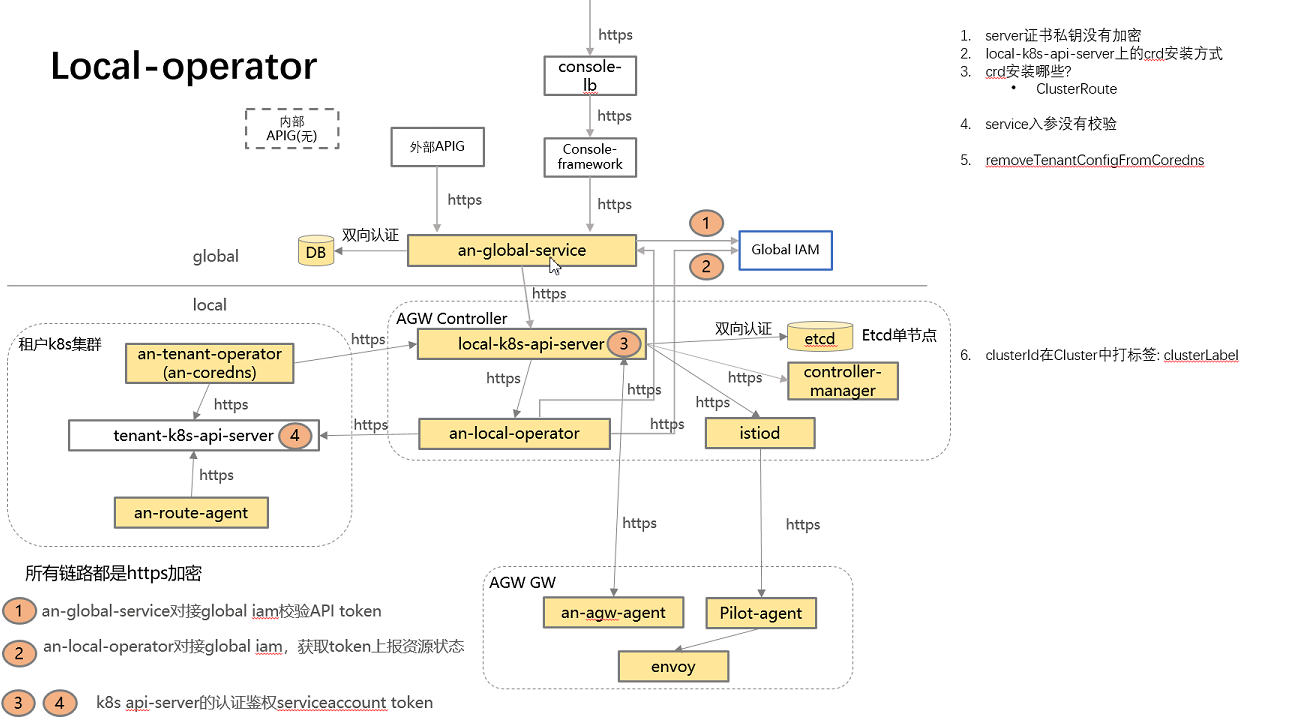 Local-operator
https
console-
lb
https
内部
APIG(无)
外部APIG
Console-
framework
https
https
双向认证
DB
an-global-service
1
2
Global IAM
global
local
https
租户k8s集群
an-tenant-operator
(an-coredns)
https
https
tenant-k8s-api-server
4
https
https
an-route-agent
AGW Controller
local-k8s-api-server
3
双向认证
etcd
Etcd单节点
https
https
https
https
controller-
manager
an-local-operator
https
istiod
https
https
AGW GW
an-agw-agent
Pilot-agent
envoy
所有链路都是https加密
1
an-global-service对接global iam校验API token
2
an-local-operator对接global iam，获取token上报资源状态
3
4
k8s api-server的认证鉴权serviceaccount token
1. server证书私钥没有加密
2. local-k8s-api-server上的crd安装方式
3. crd安装哪些?
• ClusterRoute
4. service入参没有校验
5. removeTenantConfigFromCoredns
6. clusterId在Cluster中打标签: clusterLabel